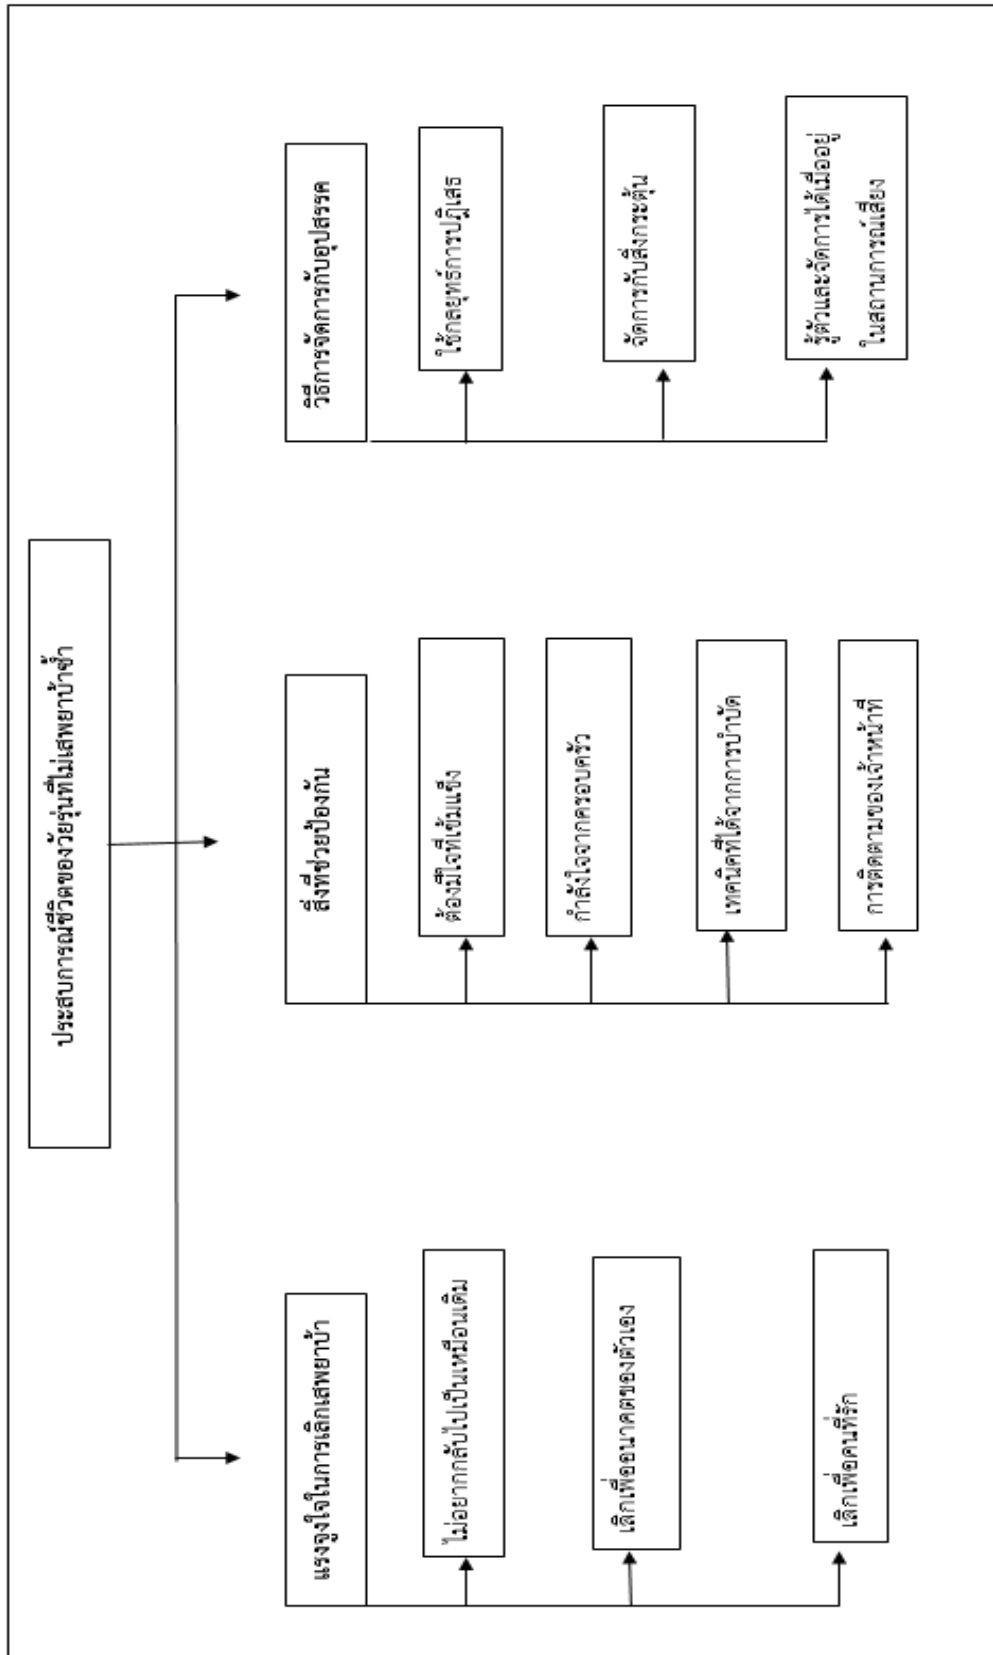 ประสบการณ์ชีวิตของวัยรุ่นที่ไม่เสพยาบ้าซ้ำ
แรงจูงใจในการเลิกเสพยาบ้า
ไม่อยากกลับไปเป็นเหมือนเดิม
เลิกเพื่ออนาคตของตัวเอง
เลิกเพื่อคนที่รัก
สิ่งที่ช่วยป้องกัน
ต้องมีใจที่เข้มแข็ง
กำลังใจจากครอบครัว
เทคนิคที่ได้จากการบำบัด
การติดตามของเจ้าหน้าที่
วิธีการจัดการกับอุปสรรค
ใช้กลยุทธ์การปฏิเสธ
จัดการกับสิ่งกระตุ้น
รู้ตัวและจัดการได้เมื่ออยู่
ในสถานการณ์เสี่ยง